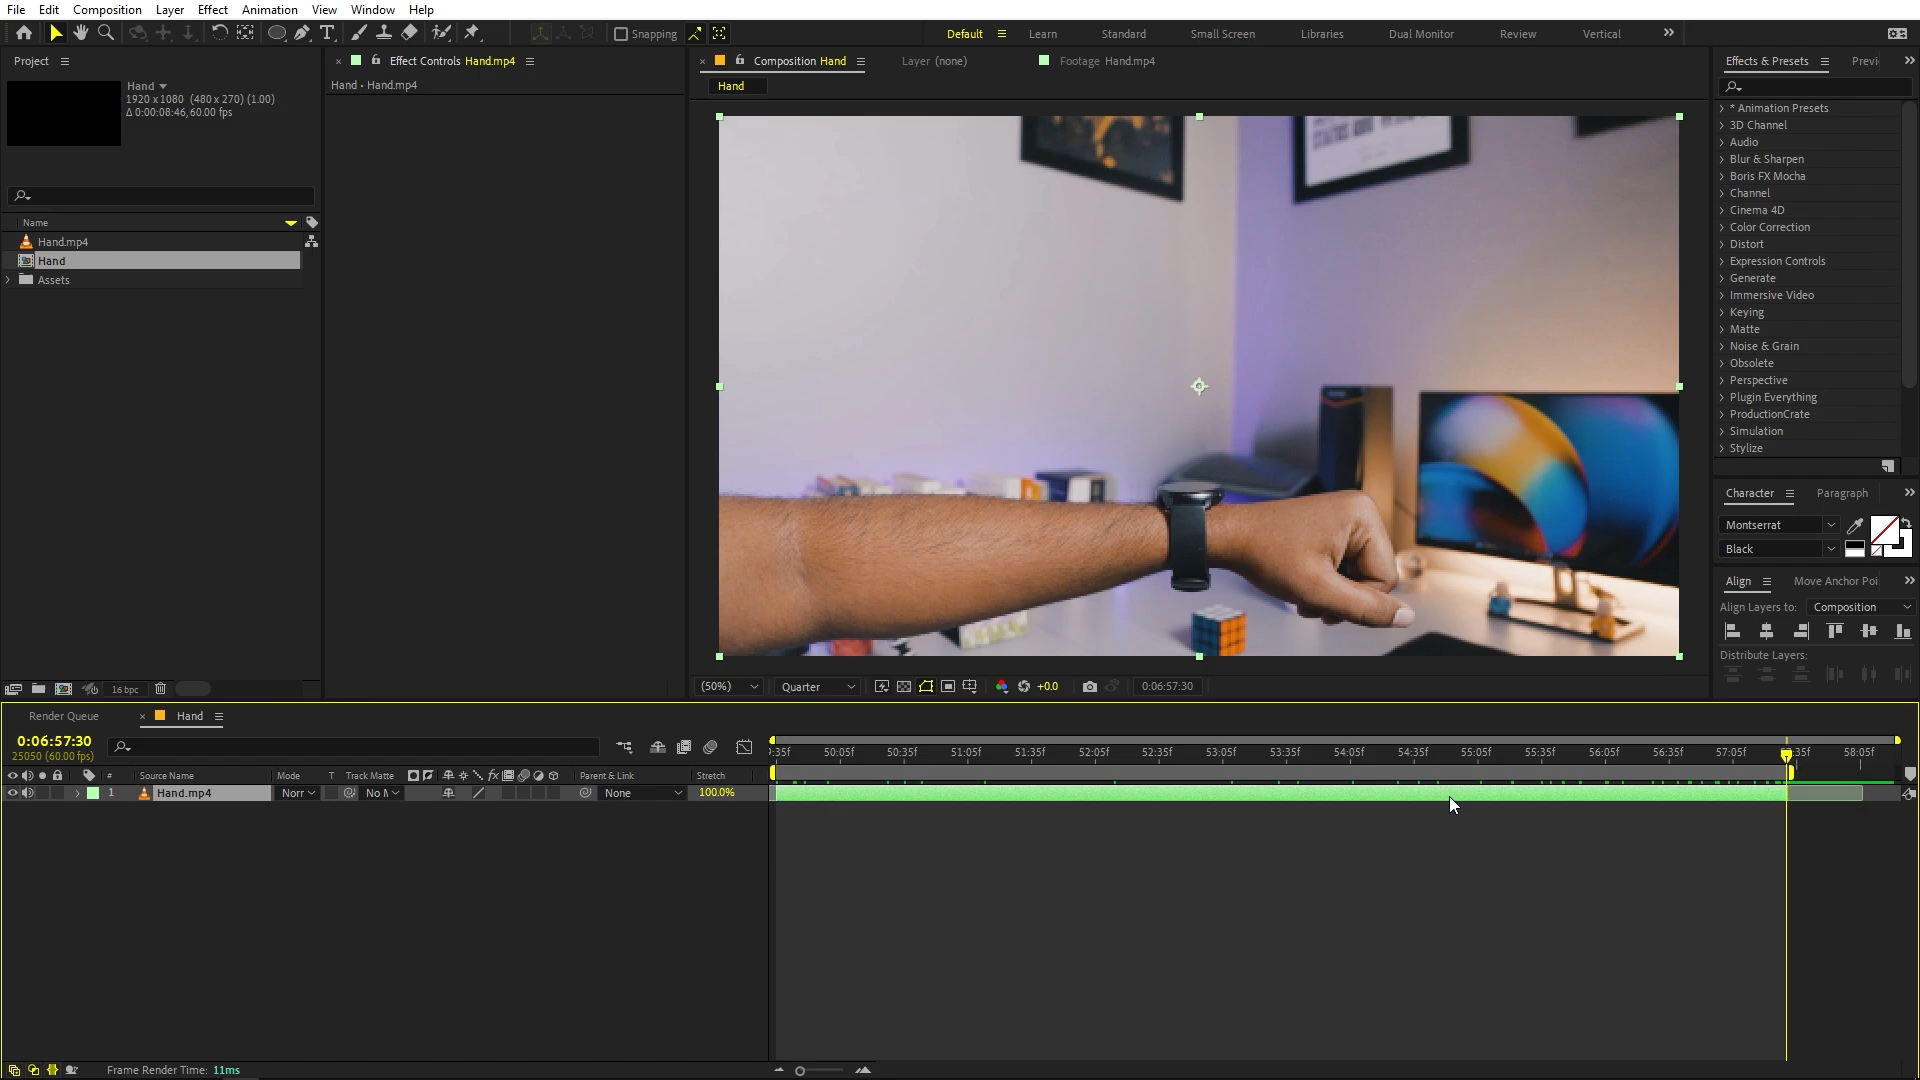 File Edit Composition Layer Effect Animation View Window Help
Snapping
Default Learn Standard Small Screen Libraries Dual Monitor Review Vertical
Project
Hand
1920 x 1080 (480 x 270) (1.00)
Δ 0:00:08:46, 60.00 fps
Name
Hand.mp4
Hand
Assets
16 bpc
Effect Controls Hand.mp4
Hand • Hand.mp4
Composition Hand
Layer (none)
Footage Hand.mp4
Hand
(50%)
Quarter
+0.0
0:06:57:30
Effects & Presets
Previ
* Animation Presets
3D Channel
Audio
Blur & Sharpen
Boris FX Mocha
Channel
Cinema 4D
Color Correction
Distort
Expression Controls
Generate
Immersive Video
Keying
Matte
Noise & Grain
Obsolete
Perspective
Plugin Everything
ProductionCrate
Simulation
Stylize
Character
Paragraph
Montserrat
Black
Align
Move Anchor Poi
Align Layers to: Composition
Distribute Layers:
Render Queue
Hand
0:06:57:30
25050 (60.00 fps)
# Source Name Mode T Track Matte Parent & Link Stretch
1 Hand.mp4 Norr No None 100.0%
:35f 50:05f 50:35f 51:05f 51:35f 52:05f 52:35f 53:05f 53:35f 54:05f 54:35f 55:05f 55:35f 56:05f 56:35f 57:05f 58:05f
Frame Render Time: 11ms